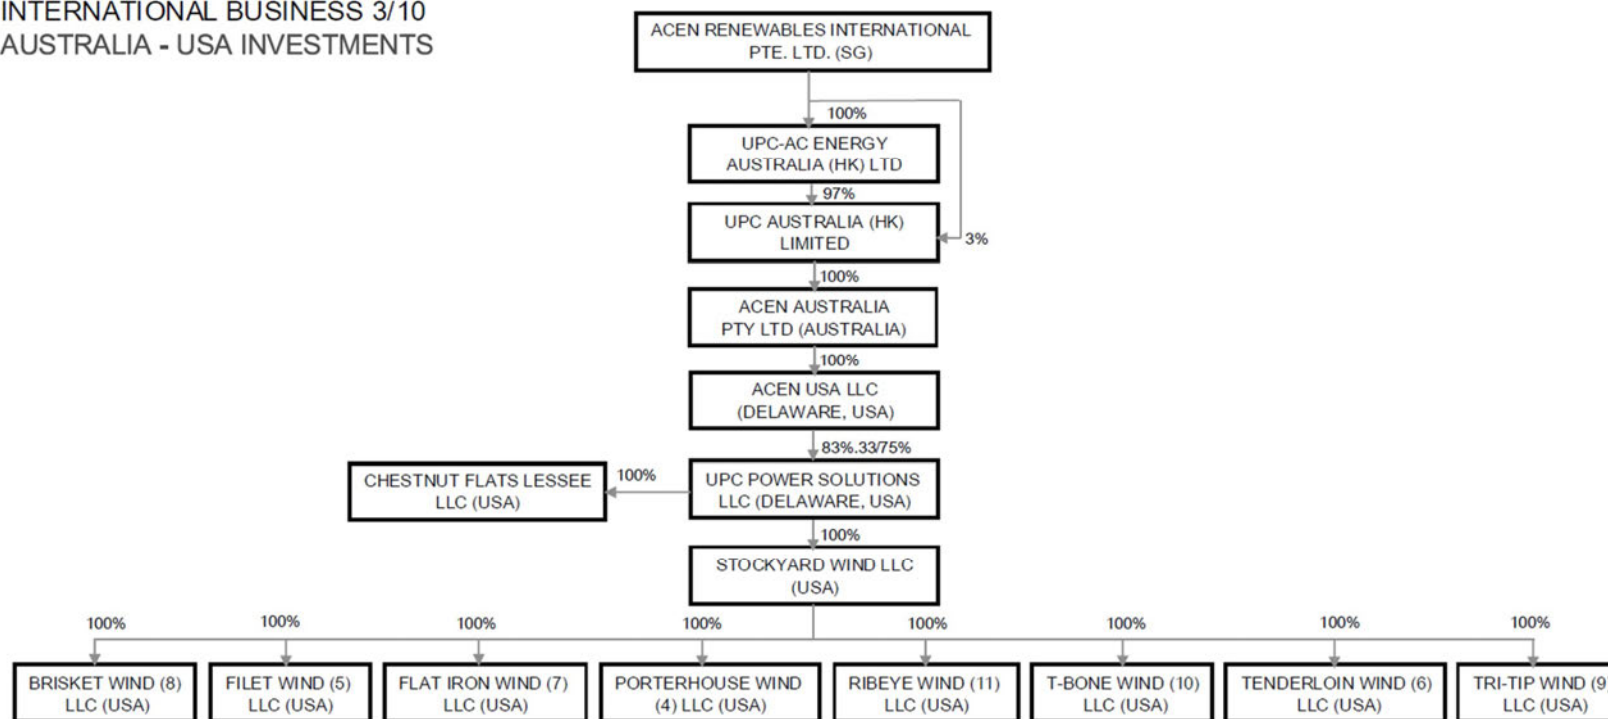 INTERNATIONAL BUSINESS 3/10
AUSTRALIA - USA INVESTMENTS
ACEN RENEWABLES INTERNATIONAL
PTE. LTD. (SG)
100%
UPC-AC ENERGY
AUSTRALIA (HK) LTD
97%
UPC AUSTRALIA (HK)
LIMITED
3%
100%
ACEN AUSTRALIA
PTY LTD (AUSTRALIA)
100%
ACEN USA LLC
(DELAWARE, USA)
83%.33/75%
CHESTNUT FLATS LESSEE
LLC (USA)
100%
UPC POWER SOLUTIONS
LLC (DELAWARE, USA)
100%
STOCKYARD WIND LLC
(USA)
100%
100%
100%
100%
100%
100%
100%
100%
BRISKET WIND (8)
LLC (USA)
FILET WIND (5)
LLC (USA)
FLAT IRON WIND (7)
LLC (USA)
PORTERHOUSE WIND
(4) LLC (USA)
RIBEYE WIND (11)
LLC (USA)
T-BONE WIND (10)
LLC (USA)
TENDERLOIN WIND (6)
LLC (USA)
TRI-TIP WIND (9)
LLC (USA)